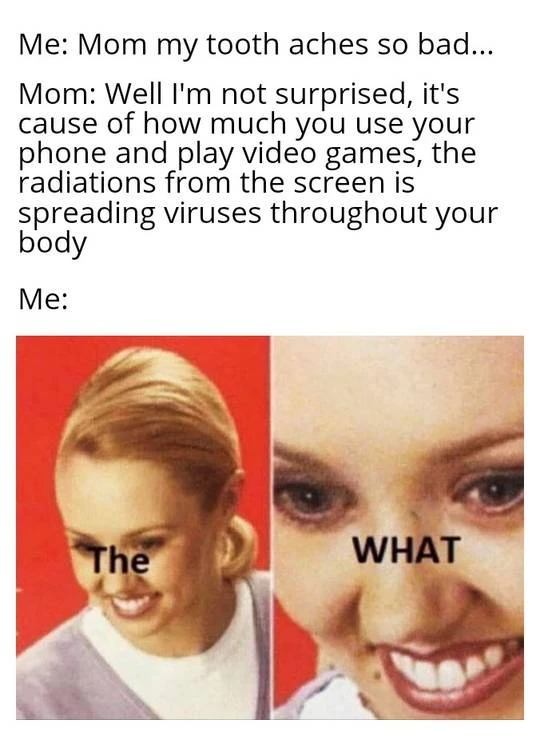 Me: Mom my tooth aches so bad...
Mom: Well I'm not surprised, it's
cause of how much you use your
phone and play video games, the
radiations from the screen is
spreading viruses throughout your
body
Me:
The
WHAT